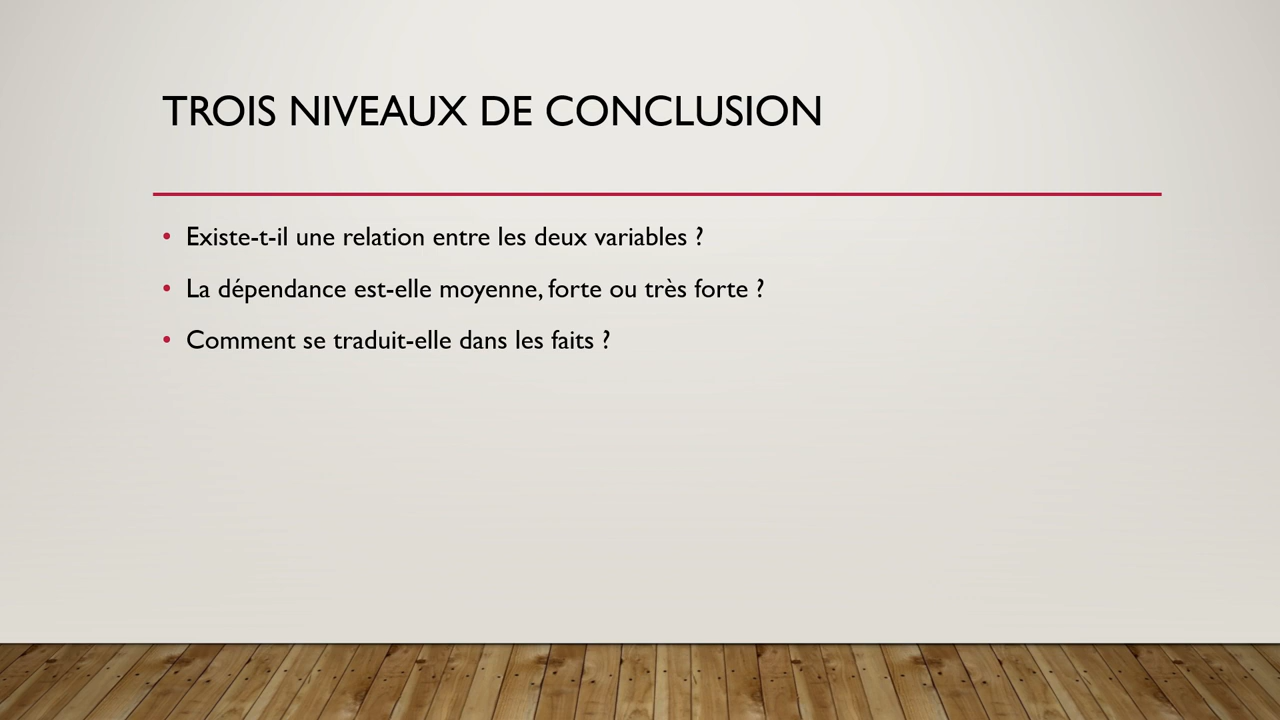 TROIS NIVEAUX DE CONCLUSION
• Existe-t-il une relation entre les deux variables ?
• La dépendance est-elle moyenne, forte ou très forte ?
• Comment se traduit-elle dans les faits ?